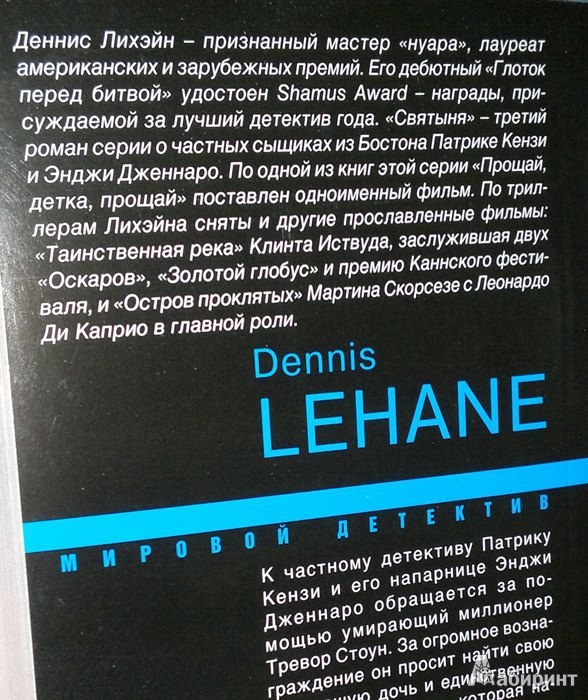 Деннис Лихэйн – признанный мастер «нуара», лауреат
американских и зарубежных премий. Его дебютный «Глоток
перед битвой» удостоен Shamus Award – награды, при-
суждаемой за лучший детектив года. «Святыня» – третий
роман серии о частных сыщиках из Бостона Патрике Кензи
и Энджи Дженнаро. По одной из книг этой серии «Прощай,
детка, прощай» поставлен одноименный фильм. По трил-
лерам Лихэйна сняты и другие прославленные фильмы:
«Таинственная река» Клинта Иствуда, заслужившая двух
«Оскаров», «Золотой глобус» и премию Каннского фести-
валя, и «Остров проклятых» Мартина Скорсезе с Леонардо
Ди Каприо в главной роли.
Dennis
LEHANE
МИРОВОЙ ДЕТЕКТИВ
К частному детективу Патрику
Кензи и его напарнице Энджи
Дженнаро обращается за по-
мощью умирающий миллионер
Тревор Стоун. За огромное возна-
граждение он просит найти свою
дочь и единственную
Лабиринт